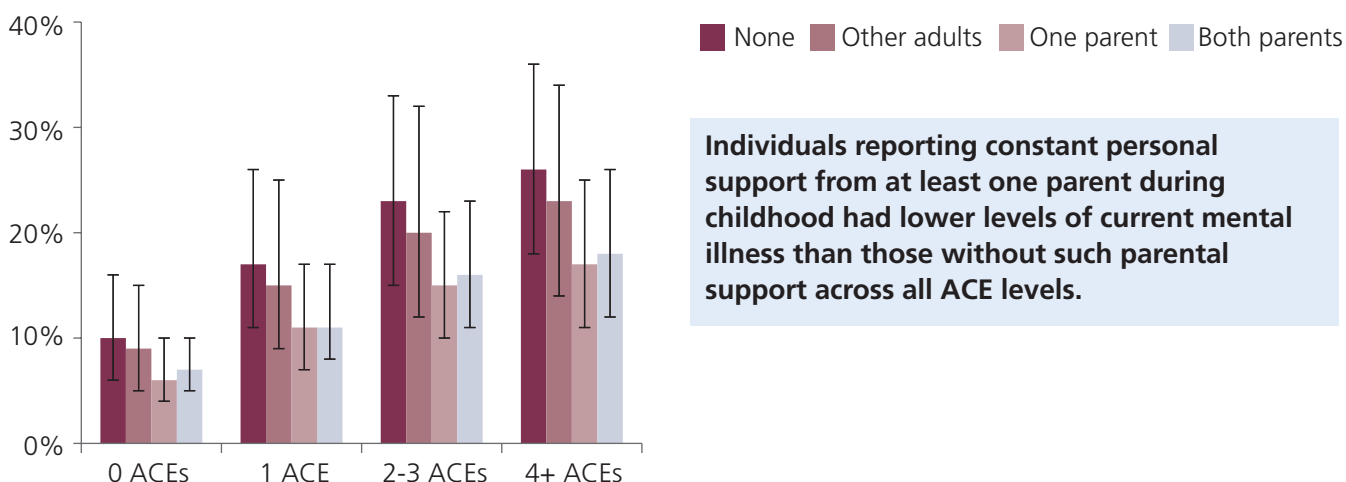 40%
30%
20%
10%
0%
0 ACEs 1 ACE 2-3 ACEs 4+ ACEs
None Other adults One parent Both parents
Individuals reporting constant personal
support from at least one parent during
childhood had lower levels of current mental
illness than those without such parental
support across all ACE levels.